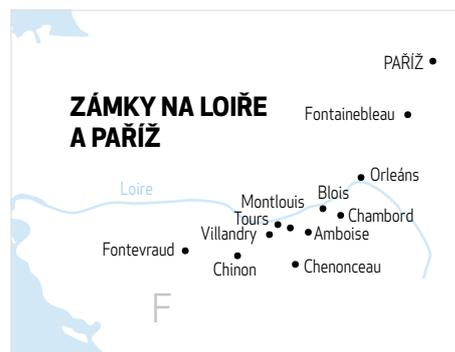 PAŘÍŽ
ZÁMKY NA LOIŘE
A PAŘÍŽ
Fontainebleau
Orleáns
Loire
Blois
Montlouis
Chambord
Tours
Villandry
Amboise
Fontevraud
Chinon
Chenonceau
F